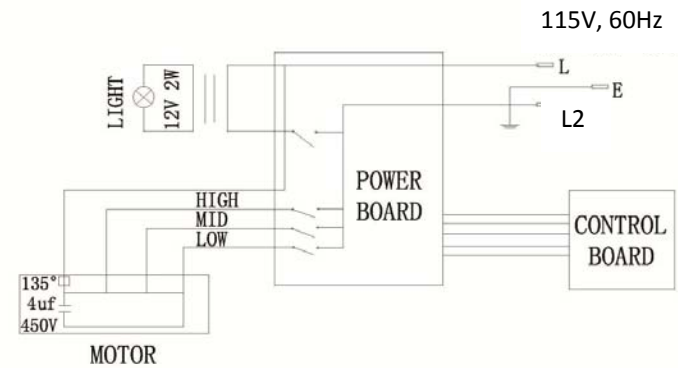 115V, 60Hz
L
E
L2
LIGHT
12V 2W
POWER
BOARD
HIGH
MID
LOW
CONTROL
BOARD
135°
4uf
450V
MOTOR